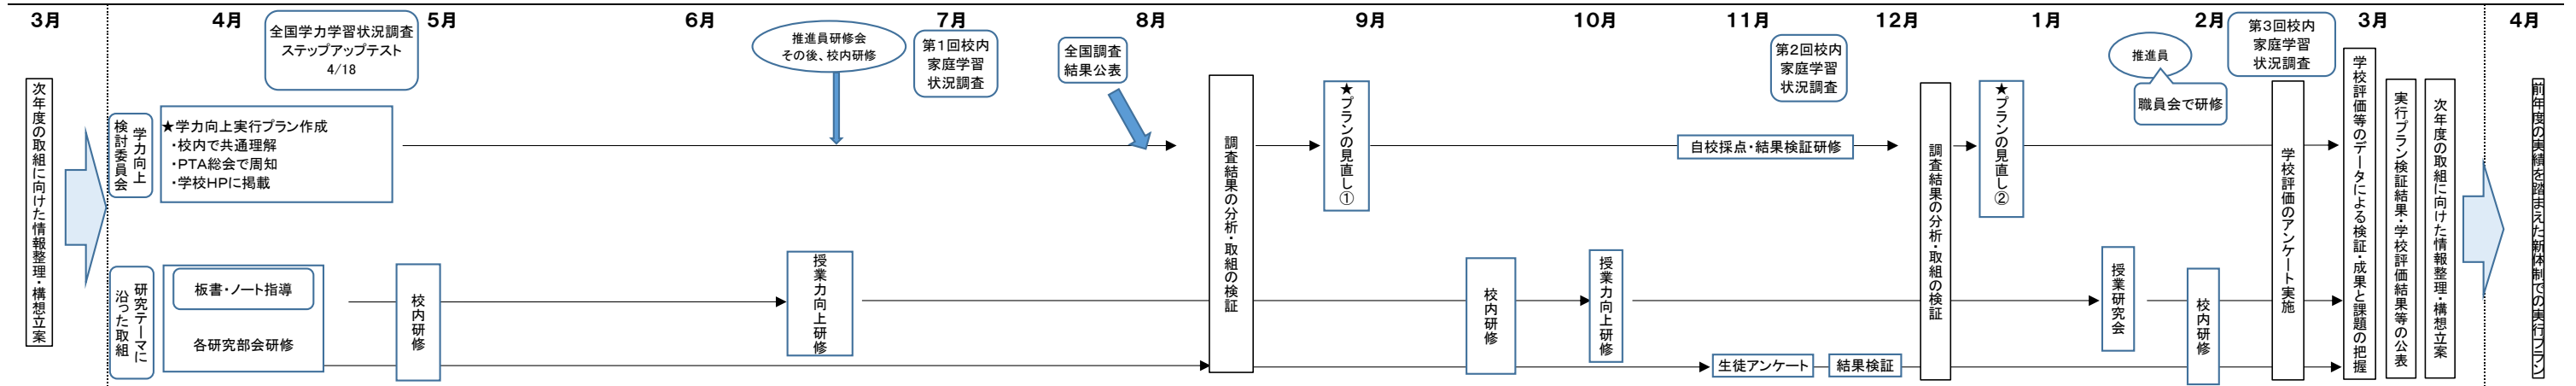 3月
4月
5月
6月
7月
8月
9月
10月
11月
12月
1月
2月
3月
4月
次年度の取組に向けた情報整理・構想立案
全国学力学習状況調査
ステップアップテスト
4/18
学力向上
検討委員会
★学力向上実行プラン作成
・校内で共通理解
・PTA総会で周知
・学校HPに掲載
研究テーマに
沿った取組
板書・ノート指導
各研究部会研修
校内研修
推進員研修会
その後、校内研修
授業力向上研修
第1回校内
家庭学習
状況調査
全国調査
結果公表
調査結果の分析・取組の検証
★プランの見直し①
校内研修
授業力向上研修
第2回校内
家庭学習
状況調査
自校採点・結果検証研修
生徒アンケート
結果検証
調査結果の分析・取組の検証
★プランの見直し②
推進員
職員会で研修
授業研究会
校内研修
第3回校内
家庭学習
状況調査
学校評価のアンケート実施
学校評価等のデータによる検証・成果と課題の把握
実行プラン検証結果・学校評価結果等の公表
次年度の取組に向けた情報整理・構想立案
前年度の実績を踏まえた新体制での実行プラン